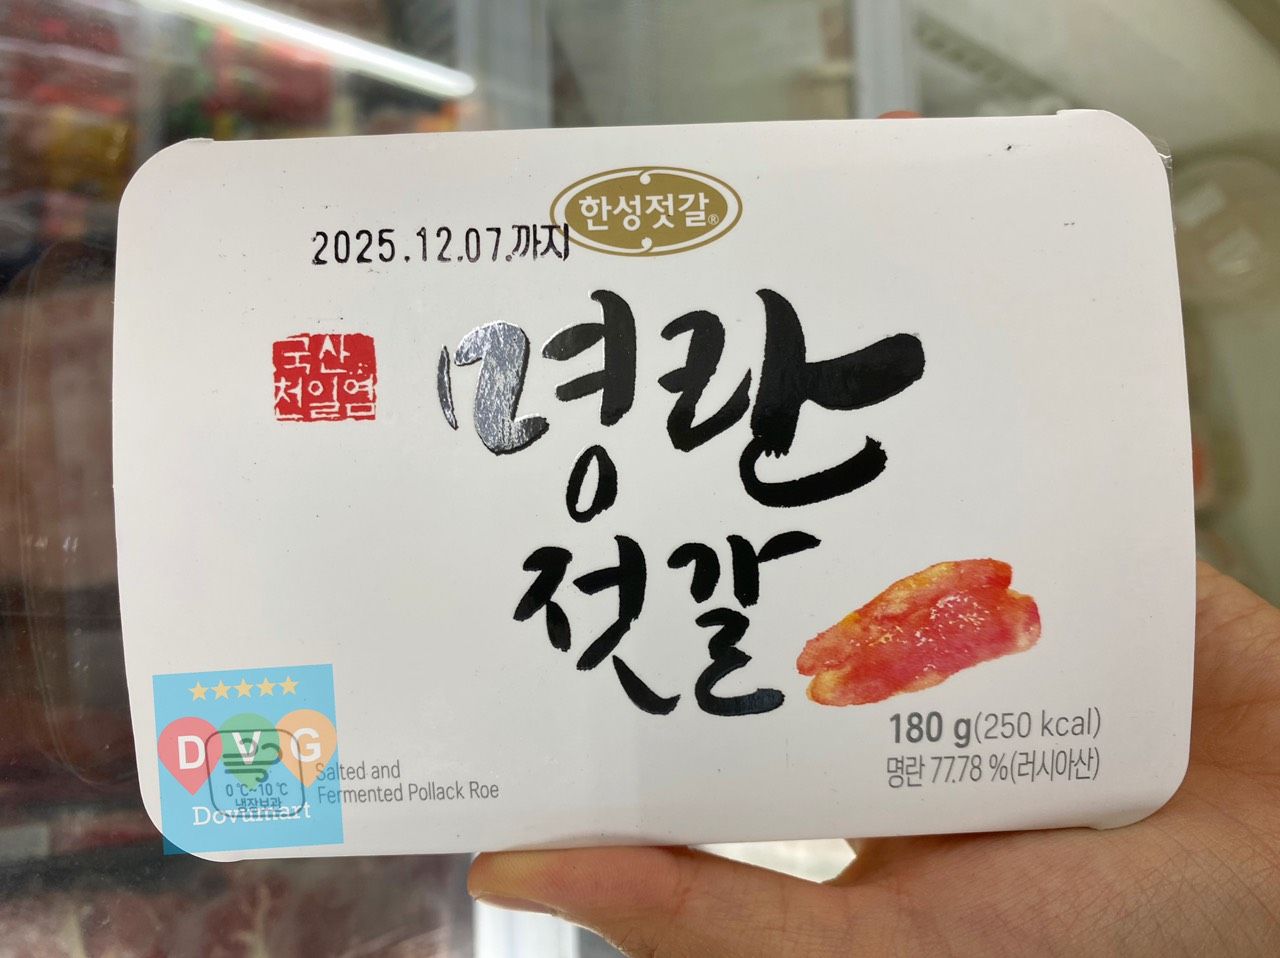 한성젓갈®
2025.12.07.까지
국산
천일염
명란
젓갈
180 g(250 kcal)
명란 77.78 %(러시아산)
Salted and
Fermented Pollack Roe
D V G
0 ℃~10 ℃
냉장보관
Dovumart